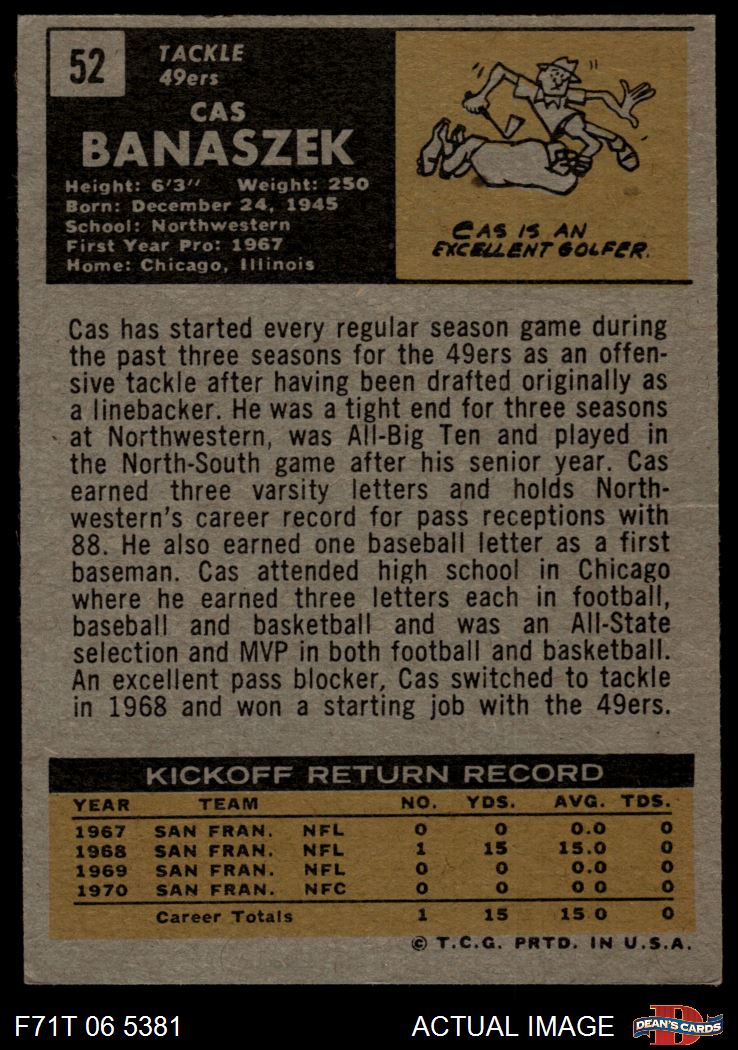 52
TACKLE
49ers
CAS
BANASZEK
Height: 6'3" Weight: 250
Born: December 24, 1945
School: Northwestern
First Year Pro: 1967
Home: Chicago, Illinois
CAS IS AN
EXCELLENT GOLFER.
Cas has started every regular season game during
the past three seasons for the 49ers as an offen-
sive tackle after having been drafted originally as
a linebacker. He was a tight end for three seasons
at Northwestern, was All-Big Ten and played in
the North-South game after his senior year. Cas
earned three varsity letters and holds North-
western's career record for pass receptions with
88. He also earned one baseball letter as a first
baseman. Cas attended high school in Chicago
where he earned three letters each in football,
baseball and basketball and was an All-State
selection and MVP in both football and basketball.
An excellent pass blocker, Cas switched to tackle
in 1968 and won a starting job with the 49ers.
KICKOFF RETURN RECORD
YEAR TEAM NO. YDS. AVG. TDS.
1967 SAN FRAN. NFL 0 0 0.0 0
1968 SAN FRAN. NFL 1 15 15.0 0
1969 SAN FRAN. NFL 0 0 0.0 0
1970 SAN FRAN. NFC 0 0 0 0 0
Career Totals 1 15 15 0 0
© T.C.G. PRTD. IN U.S.A.
F71T 06 5381 ACTUAL IMAGE
D
DEAN'S CARDS